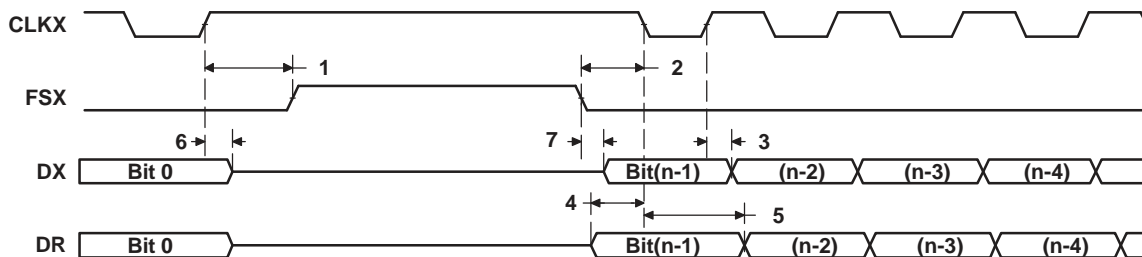 CLKX
1 2
FSX
6 7 3
DX Bit 0 Bit(n-1) (n-2) (n-3) (n-4)
4 5
DR Bit 0 Bit(n-1) (n-2) (n-3) (n-4)